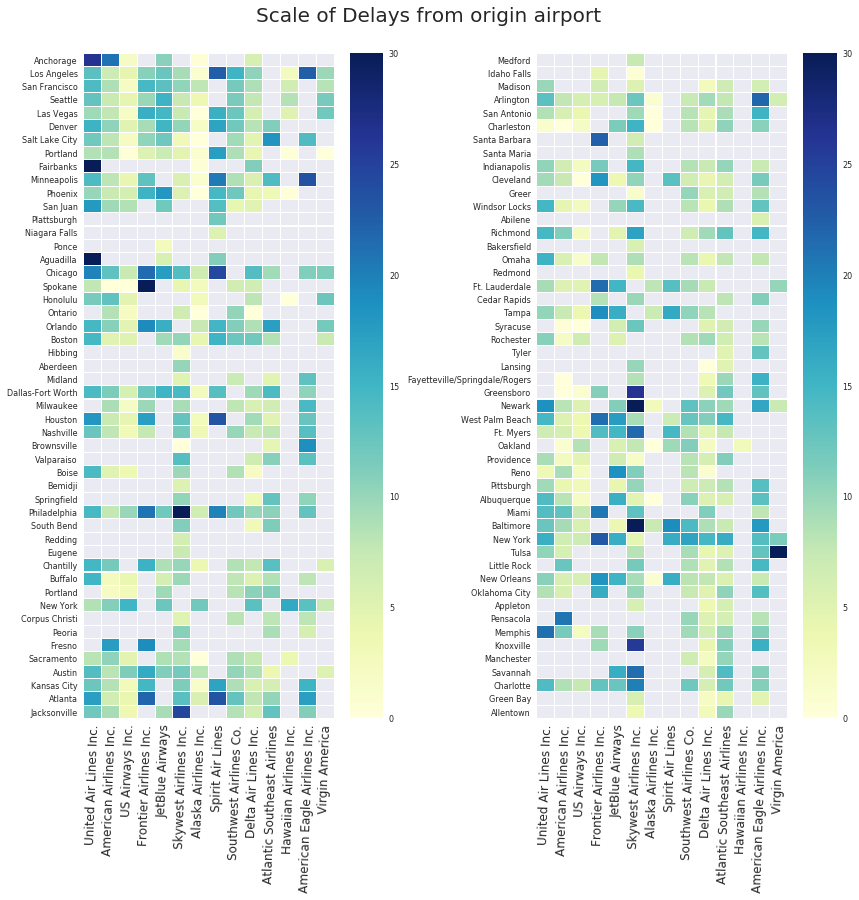 Scale of Delays from origin airport
Anchorage
Los Angeles
San Francisco
Seattle
Las Vegas
Denver
Salt Lake City
Portland
Fairbanks
Minneapolis
Phoenix
San Juan
Plattsburgh
Niagara Falls
Ponce
Aguadilla
Chicago
Spokane
Honolulu
Ontario
Orlando
Boston
Hibbing
Aberdeen
Midland
Dallas-Fort Worth
Milwaukee
Houston
Nashville
Brownsville
Valparaiso
Boise
Bemidji
Springfield
Philadelphia
South Bend
Redding
Eugene
Chantilly
Buffalo
Portland
New York
Corpus Christi
Peoria
Fresno
Sacramento
Austin
Kansas City
Atlanta
Jacksonville
United Air Lines Inc.
American Airlines Inc.
US Airways Inc.
Frontier Airlines Inc.
JetBlue Airways
Skywest Airlines Inc.
Alaska Airlines Inc.
Spirit Air Lines
Southwest Airlines Co.
Delta Air Lines Inc.
Atlantic Southeast Airlines
Hawaiian Airlines Inc.
American Eagle Airlines Inc.
Virgin America
30
25
20
15
10
5
0
Medford
Idaho Falls
Madison
Arlington
San Antonio
Charleston
Santa Barbara
Santa Maria
Indianapolis
Cleveland
Greer
Windsor Locks
Abilene
Richmond
Bakersfield
Omaha
Redmond
Ft. Lauderdale
Cedar Rapids
Tampa
Syracuse
Rochester
Tyler
Lansing
Fayetteville/Springdale/Rogers
Greensboro
Newark
West Palm Beach
Ft. Myers
Oakland
Providence
Reno
Pittsburgh
Albuquerque
Miami
Baltimore
New York
Tulsa
Little Rock
New Orleans
Oklahoma City
Appleton
Pensacola
Memphis
Knoxville
Manchester
Savannah
Charlotte
Green Bay
Allentown
United Air Lines Inc.
American Airlines Inc.
US Airways Inc.
Frontier Airlines Inc.
JetBlue Airways
Skywest Airlines Inc.
Alaska Airlines Inc.
Spirit Air Lines
Southwest Airlines Co.
Delta Air Lines Inc.
Atlantic Southeast Airlines
Hawaiian Airlines Inc.
American Eagle Airlines Inc.
Virgin America
30
25
20
15
10
5
0